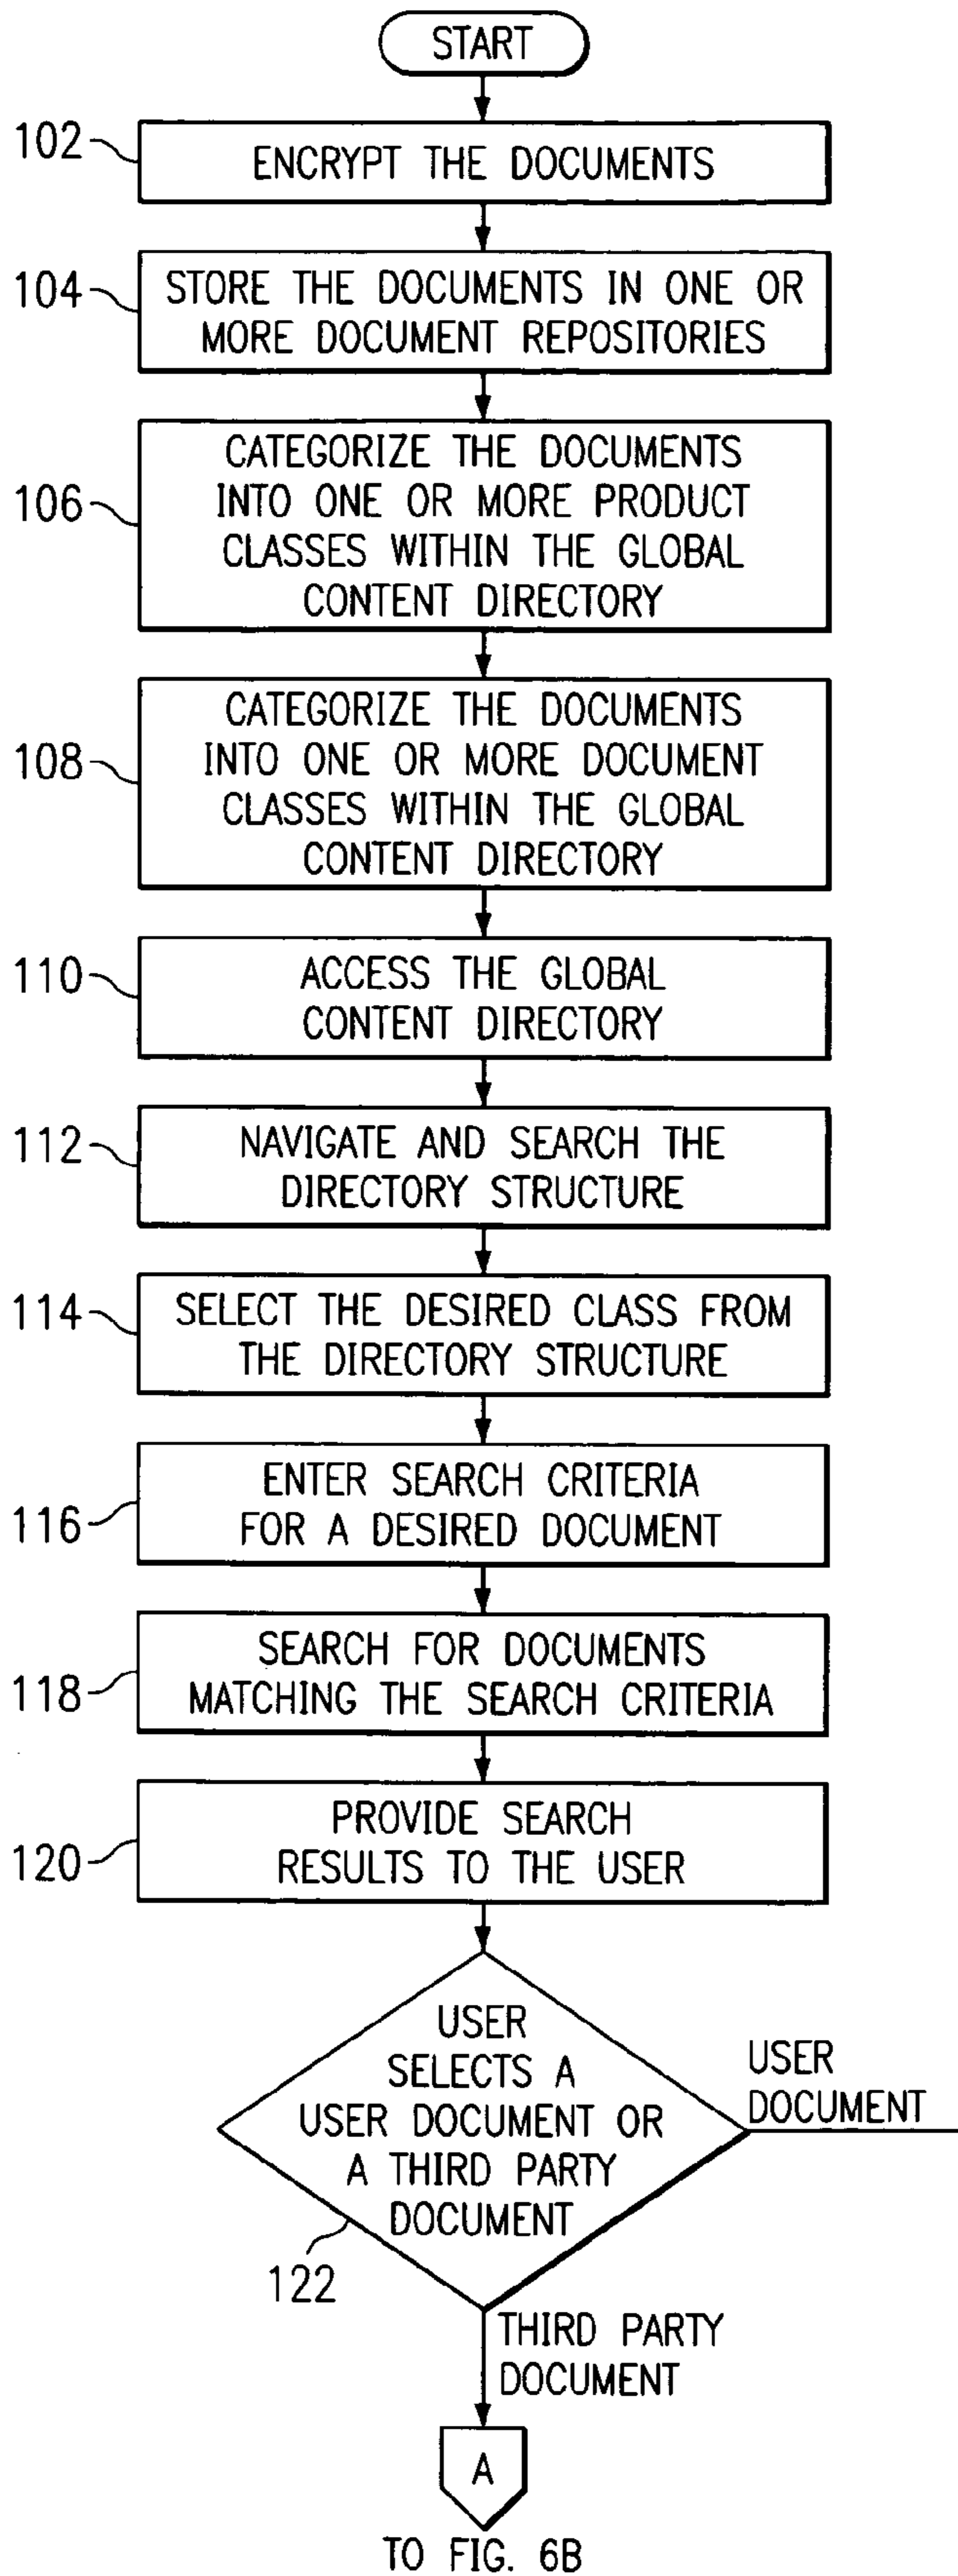 START
102
ENCRYPT THE DOCUMENTS
104
STORE THE DOCUMENTS IN ONE OR
MORE DOCUMENT REPOSITORIES
106
CATEGORIZE THE DOCUMENTS
INTO ONE OR MORE PRODUCT
CLASSES WITHIN THE GLOBAL
CONTENT DIRECTORY
108
CATEGORIZE THE DOCUMENTS
INTO ONE OR MORE DOCUMENT
CLASSES WITHIN THE GLOBAL
CONTENT DIRECTORY
110
ACCESS THE GLOBAL
CONTENT DIRECTORY
112
NAVIGATE AND SEARCH THE
DIRECTORY STRUCTURE
114
SELECT THE DESIRED CLASS FROM
THE DIRECTORY STRUCTURE
116
ENTER SEARCH CRITERIA
FOR A DESIRED DOCUMENT
118
SEARCH FOR DOCUMENTS
MATCHING THE SEARCH CRITERIA
120
PROVIDE SEARCH
RESULTS TO THE USER
USER
SELECTS A
USER DOCUMENT OR
A THIRD PARTY
DOCUMENT
122
USER
DOCUMENT
THIRD PARTY
DOCUMENT
A
TO FIG. 6B